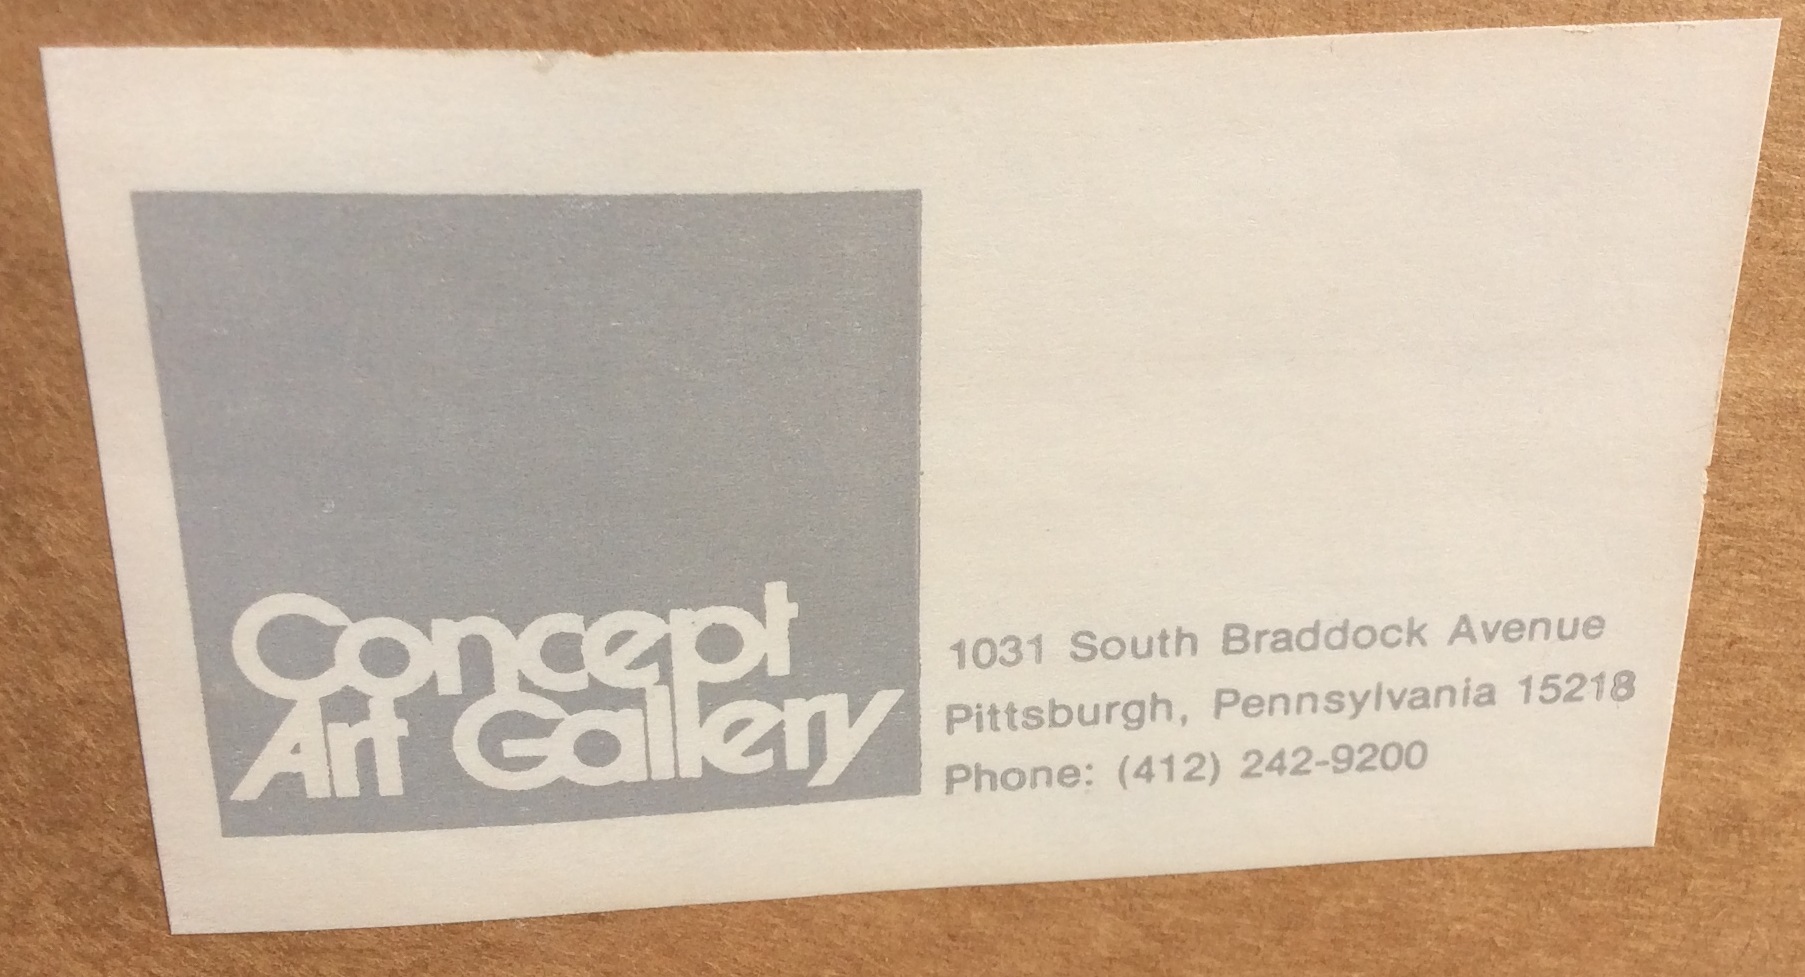 Concept
Art Gallery
1031 South Braddock Avenue
Pittsburgh, Pennsylvania 15218
Phone: (412) 242-9200